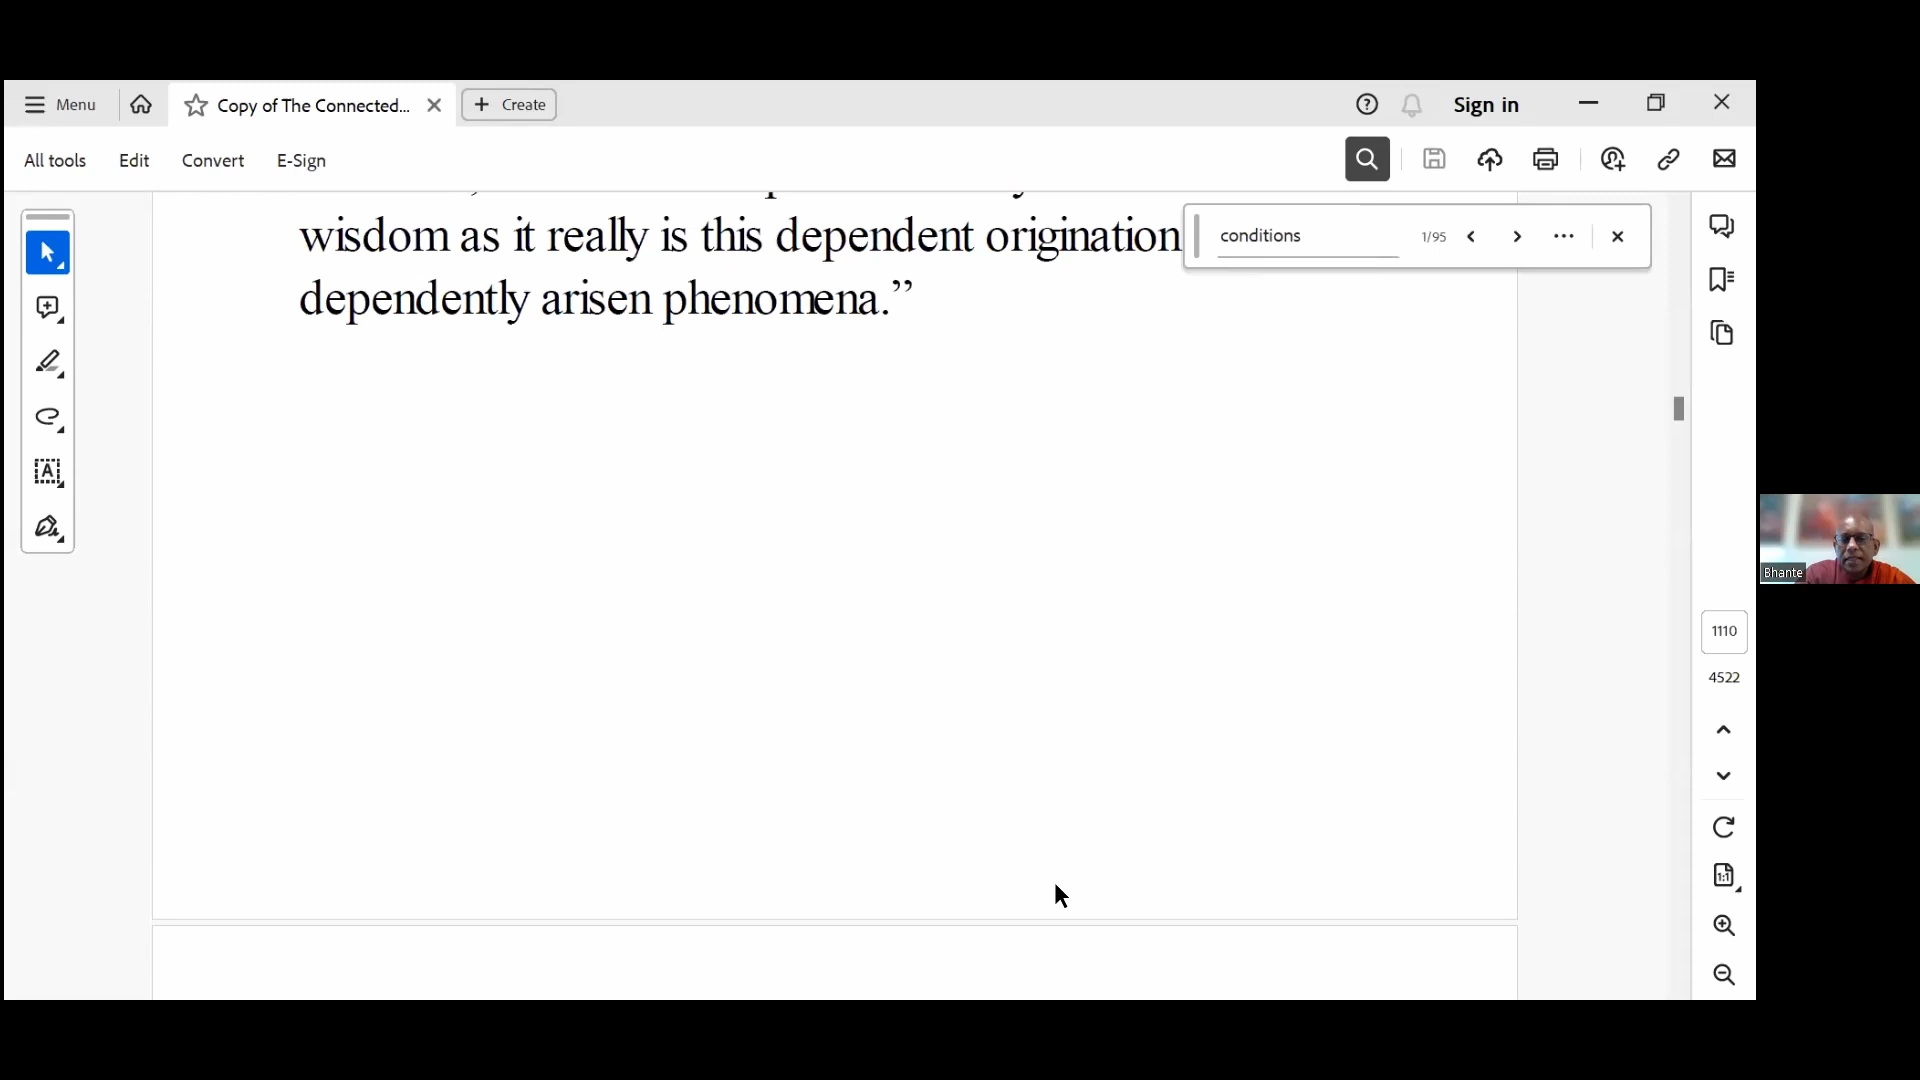 Menu
Copy of The Connected...
Create
Sign in
All tools
Edit
Convert
E-Sign
wisdom as it really is this dependent origination
dependently arisen phenomena.”
conditions
1/95
Bhante
1110
4522